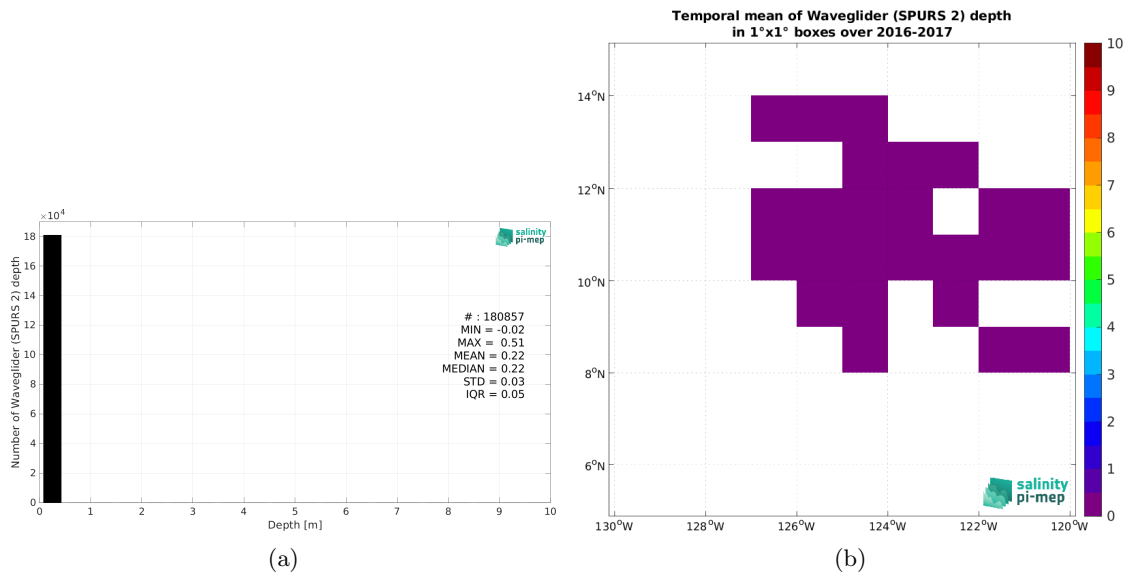 ×10⁴
18
16
14
12
10
8
6
4
2
0
Number of Waveglider (SPURS 2) depth
salinity
pi-mep
# : 180857
MIN = -0.02
MAX = 0.51
MEAN = 0.22
MEDIAN = 0.22
STD = 0.03
IQR = 0.05
0 1 2 3 4 5 6 7 8 9 10
Depth [m]
(a)
Temporal mean of Waveglider (SPURS 2) depth
in 1°x1° boxes over 2016-2017
14°N
12°N
10°N
8°N
6°N
salinity
pi-mep
130°W 128°W 126°W 124°W 122°W 120°W
10
9
8
7
6
5
4
3
2
1
0
(b)